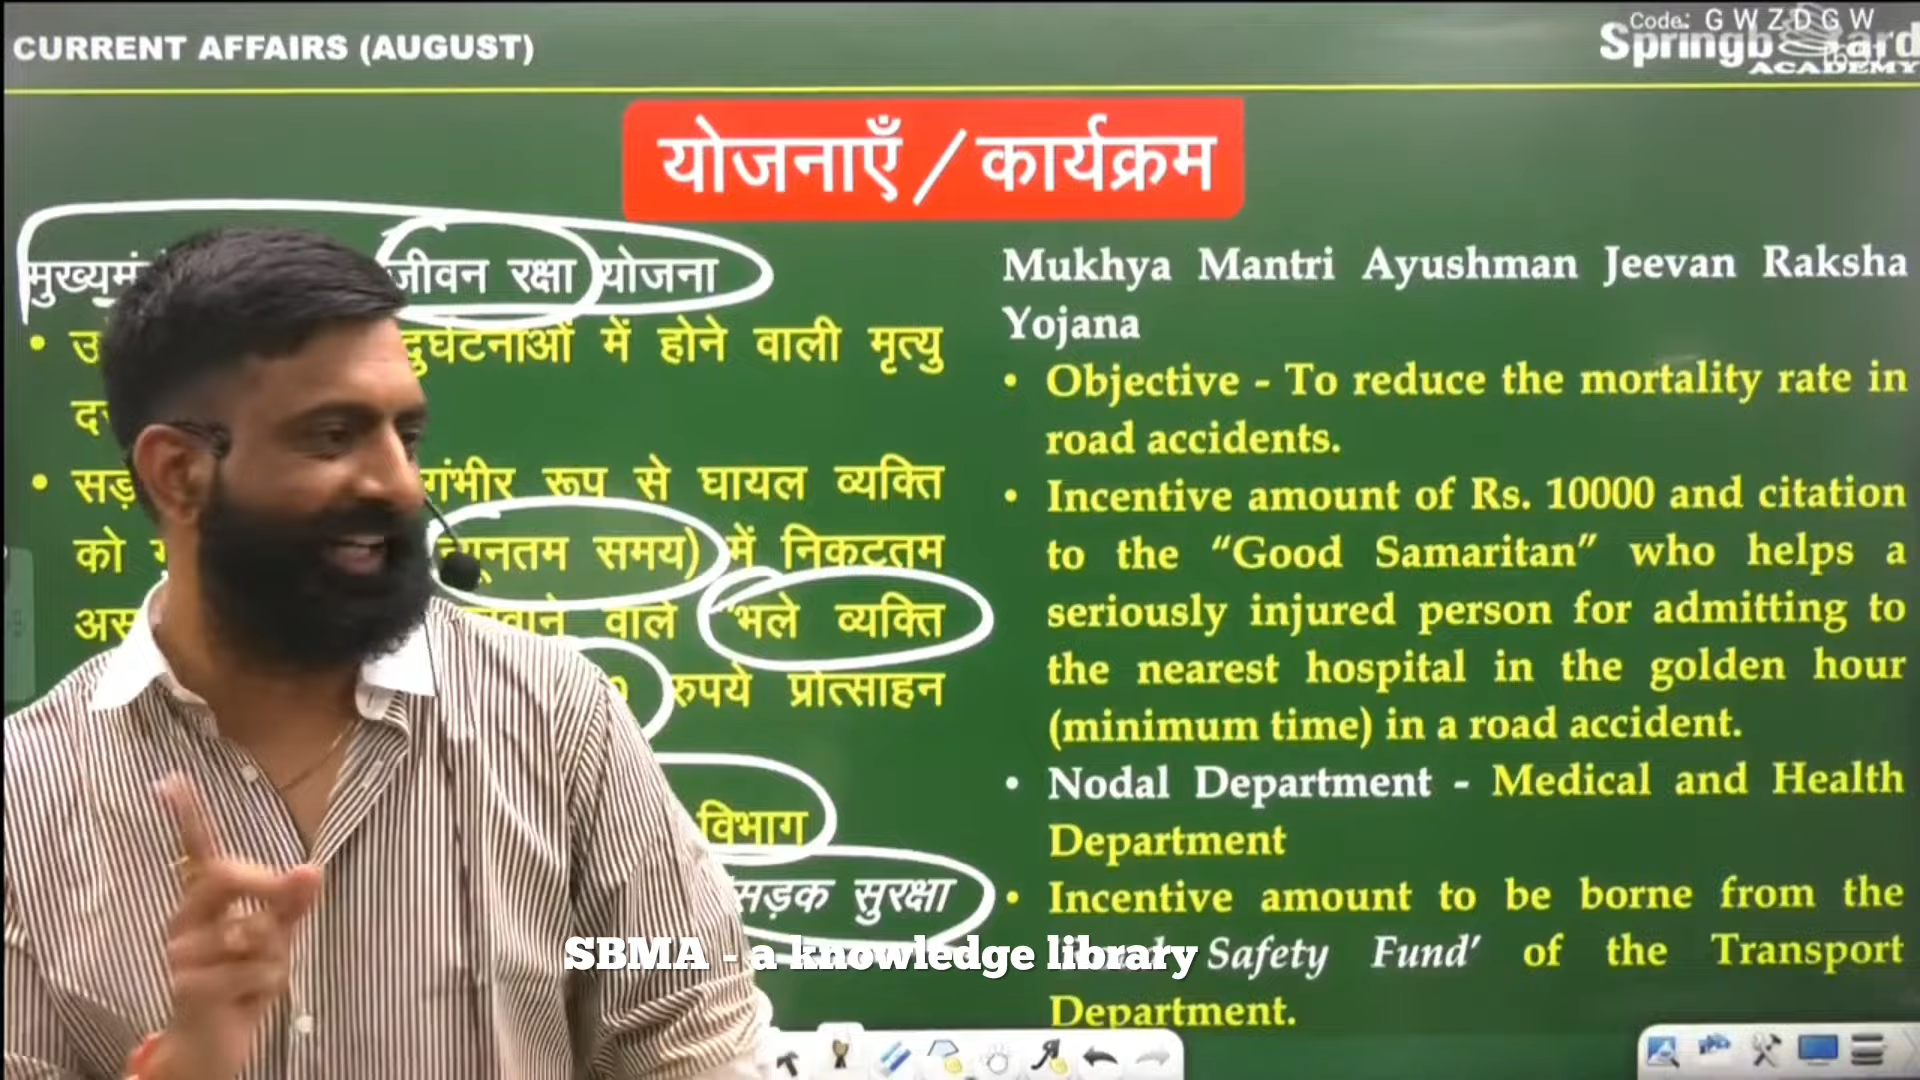 CURRENT AFFAIRS (AUGUST)
Code: G W Z D G W
Springboard
ACADEMY
योजनाएँ / कार्यक्रम
जीवन रक्षा योजना
दुर्घटनाओं में होने वाली मृत्यु
गंभीर रूप से घायल व्यक्ति
को समय) में निकटतम
वाले "भले व्यक्ति
रुपये प्रोत्साहन
विभाग
सड़क सुरक्षा
Mukhya Mantri Ayushman Jeevan Raksha
Yojana
• Objective - To reduce the mortality rate in
road accidents.
• Incentive amount of Rs. 10000 and citation
to the “Good Samaritan” who helps a
seriously injured person for admitting to
the nearest hospital in the golden hour
(minimum time) in a road accident.
• Nodal Department - Medical and Health
Department
• Incentive amount to be borne from the
Safety Fund’ of the Transport
Department.
SBMA - a knowledge library